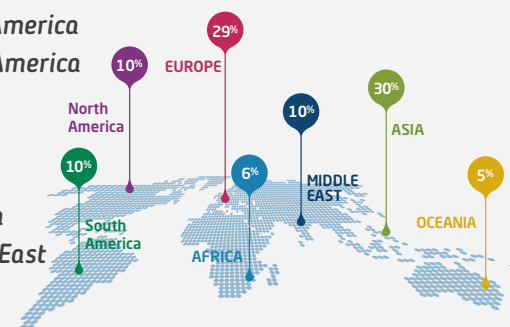 America
America
29%
10%
EUROPE
North
America
30%
10%
ASIA
10%
6%
MIDDLE
EAST
5%
South
America
OCEANIA
East
AFRICA